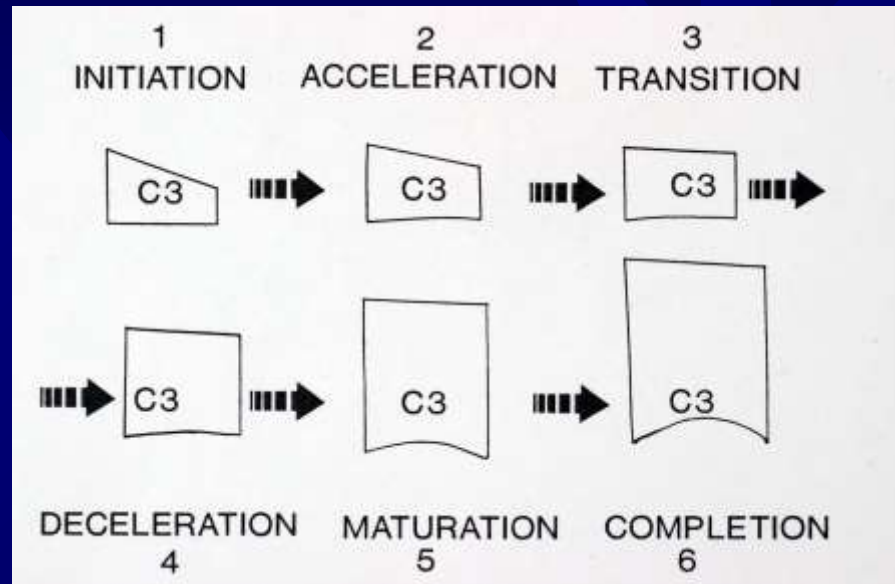 1 2 3
INITIATION ACCELERATION TRANSITION
C3 C3 C3
C3 C3 C3
DECELERATION MATURATION COMPLETION
4 5 6